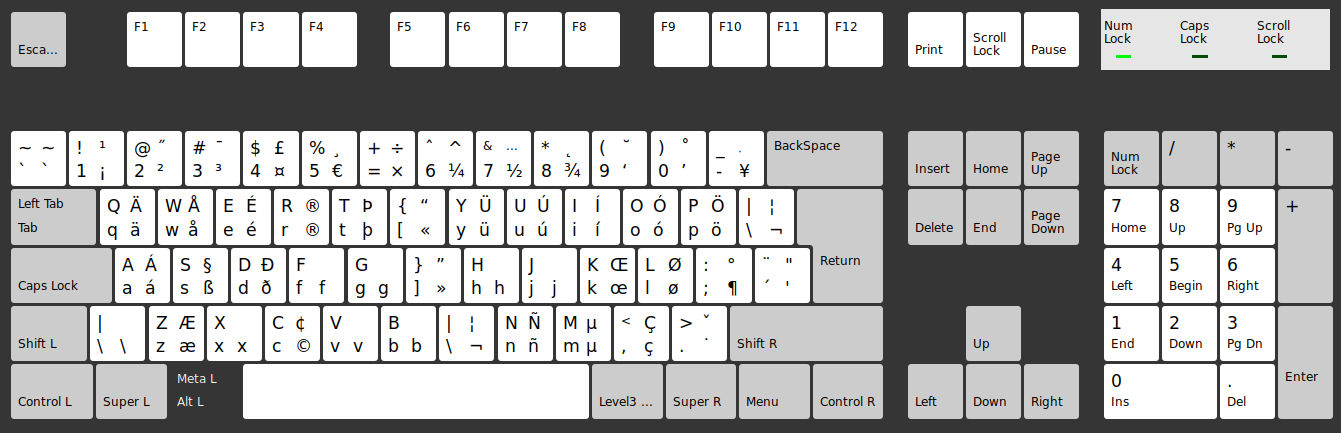 Esca... F1 F2 F3 F4 F5 F6 F7 F8 F9 F10 F11 F12 Print Scroll Lock Pause Num Lock Caps Lock Scroll Lock
~ ~ ! ¹ @ ˝ # ¯ $ £ % ¸ + ÷ ˆ ^ & … * ˛ ( ˘ ) ˚ _ ̣ BackSpace Insert Home Page Up Num Lock / * -
` ` 1 ¡ 2 ² 3 ³ 4 ¤ 5 € = × 6 ¼ 7 ½ 8 ¾ 9 ‘ 0 ’ - ¥
Left Tab Q Ä W Å E É R ® T Þ { “ Y Ü U Ú I Í O Ó P Ö | ¦ Delete End Page Down 7 8 9 +
Tab q ä w å e é r ® t þ [ « y ü u ú i í o ó p ö \ ¬ Home Up Pg Up
A Á S § D Ð F G } ” H J K Œ L Ø : ° ¨ " Return 4 5 6
Caps Lock a á s ß d ð f f g g ] » h h j j k œ l ø ; ¶ ´ ' Left Begin Right
| Z Æ X C ¢ V B | ¦ N Ñ M µ < Ç > ˇ 1 2 3
Shift L \ \ z æ x x c © v v b b \ ¬ n ñ m µ , ç . ˙ Shift R Up End Down Pg Dn Enter
Meta L 0 .
Control L Super L Alt L Level3 ... Super R Menu Control R Left Down Right Ins Del